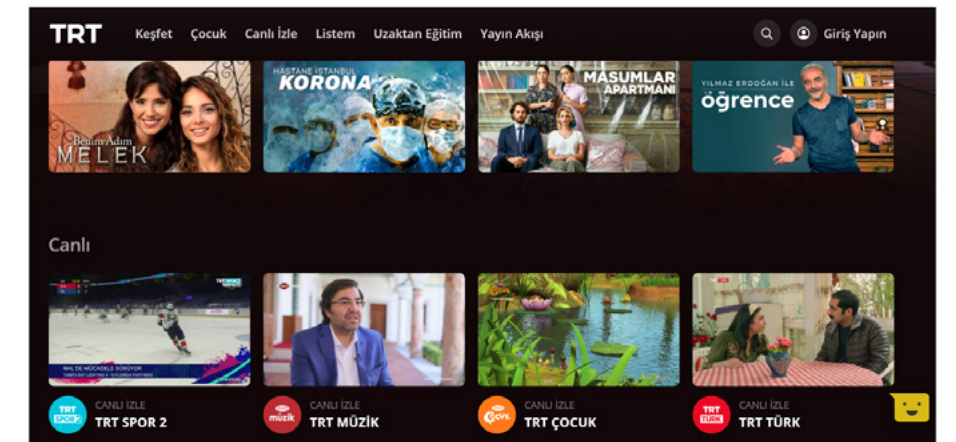 TRT
Keşfet Çocuk Canlı İzle Listem Uzaktan Eğitim Yayın Akışı
Giriş Yapın
Benim Adım
MELEK
HASTANE İSTANBUL
KORONA
MASUMLAR
APARTMANI
YILMAZ ERDOĞAN İLE
öğrence
Canlı
NHL'DE MÜCADELE SÜRÜYOR
TRT
SPOR2
CANLI İZLE
TRT SPOR 2
müzik
CANLI İZLE
TRT MÜZİK
ÇOCUK
CANLI İZLE
TRT ÇOCUK
TRT
TÜRK
CANLI İZLE
TRT TÜRK